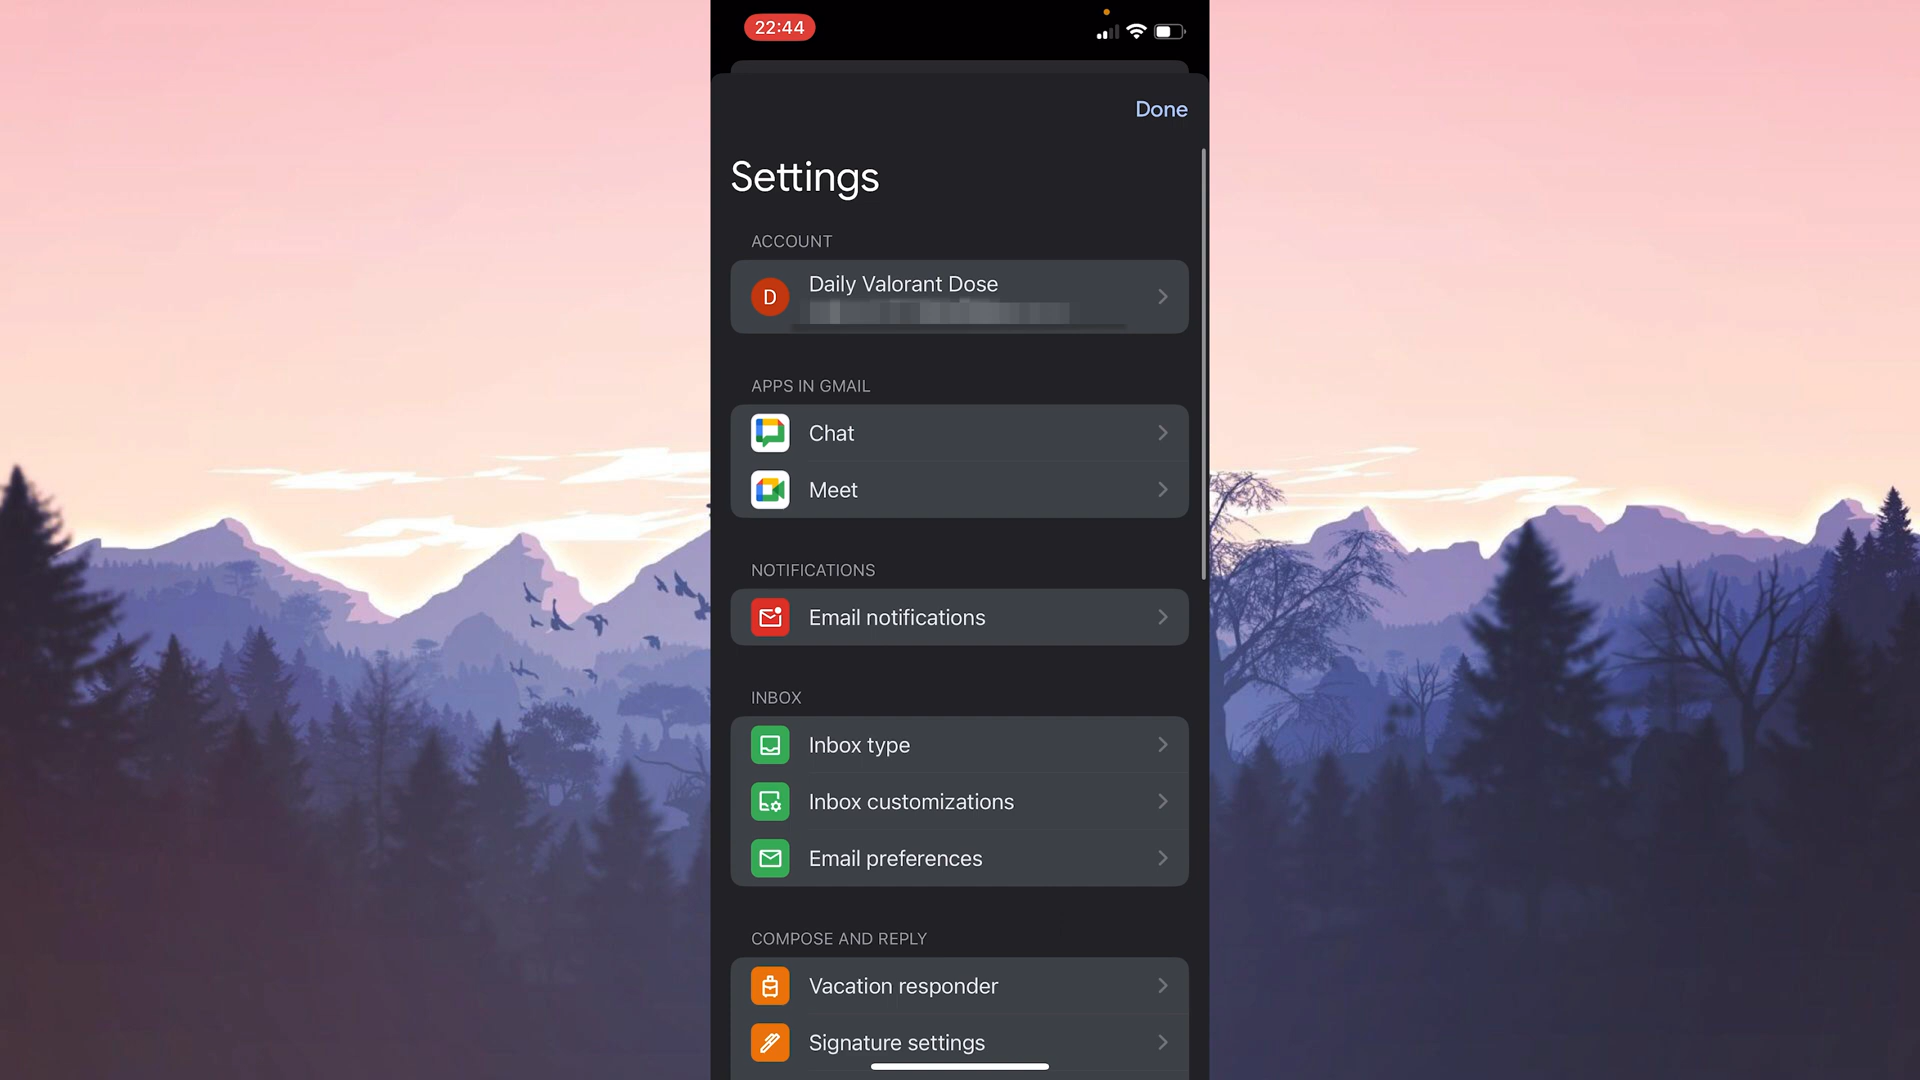 22:44
Done
Settings
ACCOUNT
D
Daily Valorant Dose
APPS IN GMAIL
Chat
Meet
NOTIFICATIONS
Email notifications
INBOX
Inbox type
Inbox customizations
Email preferences
COMPOSE AND REPLY
Vacation responder
Signature settings